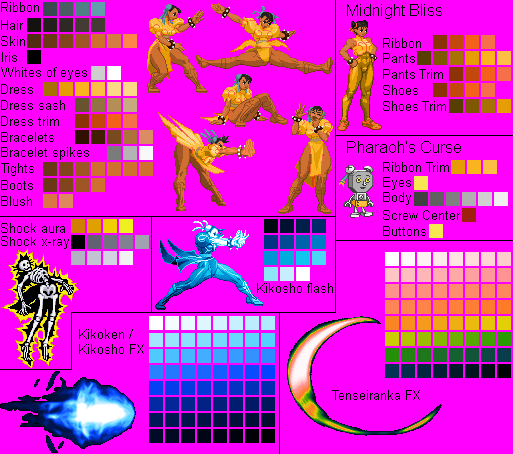 Ribbon
Hair
Skin
Iris
Whites of eyes
Dress
Dress sash
Dress trim
Bracelets
Bracelet spikes
Tights
Boots
Blush
Midnight Bliss
Ribbon
Pants
Pants Trim
Shoes
Shoes Trim
Pharaoh's Curse
Ribbon Trim
Eyes
Body
Screw Center
Buttons
Shock aura
Shock x-ray
Kikosho flash
Kikoken /
Kikosho FX
Tenseiranka FX